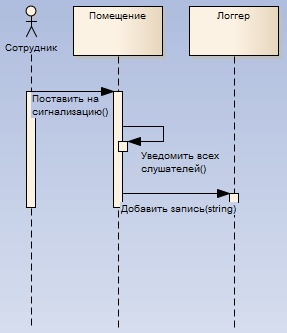 Сотрудник
Помещение
Логгер
Поставить на
сигнализацию()
Уведомить всех
слушателей()
Добавить запись(string)